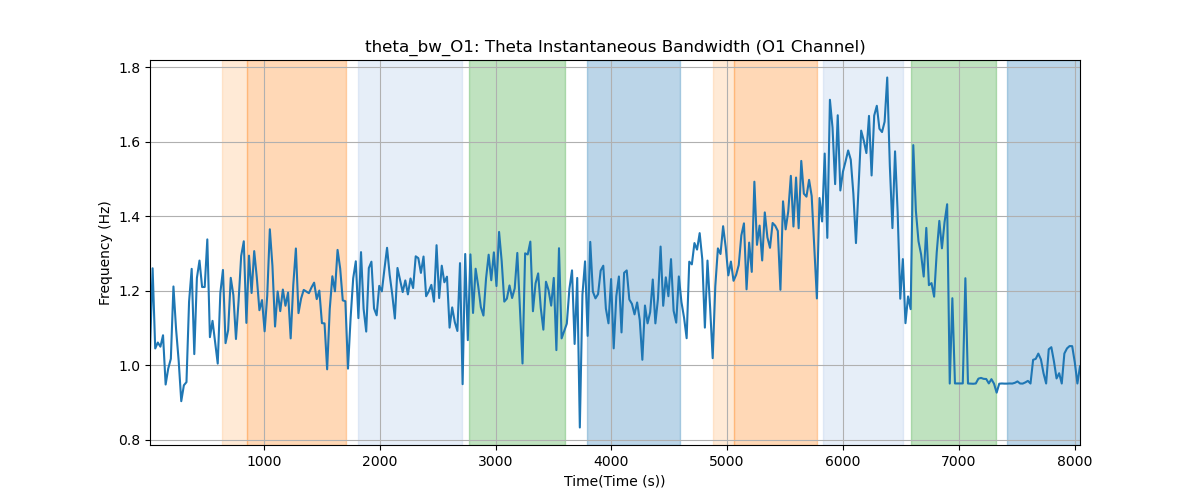 theta_bw_O1: Theta Instantaneous Bandwidth (O1 Channel)
Frequency (Hz)
1.8
1.6
1.4
1.2
1.0
0.8
1000 2000 3000 4000 5000 6000 7000 8000
Time(Time (s))